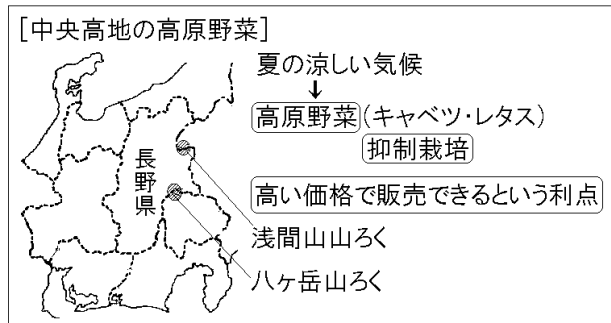 [中央高地の高原野菜]
夏の涼しい気候
↓
高原野菜(キャベツ・レタス)
抑制栽培
高い価格で販売できるという利点
長野県
浅間山山ろく
八ヶ岳山ろく